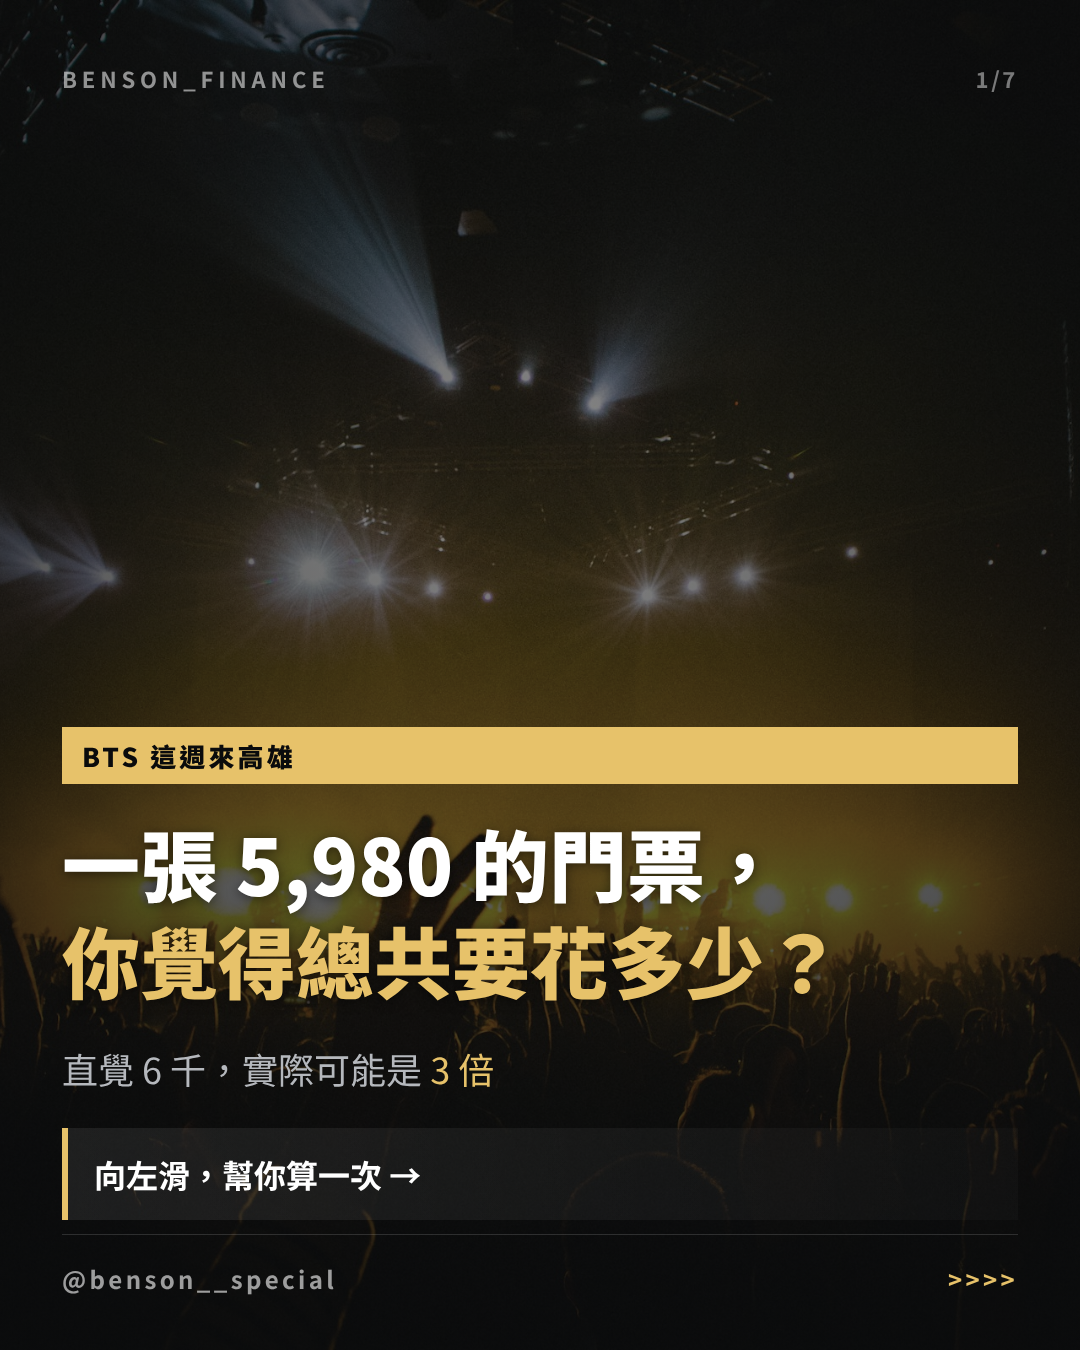 BENSON_FINANCE
1/7
BTS 這週來高雄
一張 5,980 的門票，
你覺得總共要花多少？
直覺 6 千，實際可能是 3 倍
向左滑，幫你算一次 →
@benson__special
>>>>